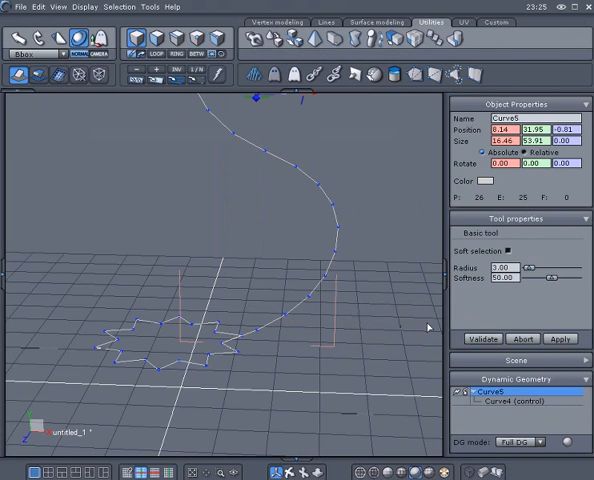 File Edit View Display Selection Tools Help
23:25
Vertex modeling Lines Surface modeling Utilities UV Custom
Bbox
NORMAL CAMERA
LOOP RING BETW
INV 1/N
Object Properties
Name Curve5
Position 8.14 31.95 -0.81
Size 16.46 53.91 0.00
Absolute Relative
Rotate 0.00 0.00 0.00
Color
P: 26 E: 25 F: 0
Tool properties
Basic tool
Soft selection
Radius 3.00
Softness 50.00
Validate Abort Apply
Scene
Dynamic Geometry
Curve5
Curve4 (control)
DG mode: Full DG
Y
Z
untitled_1 *